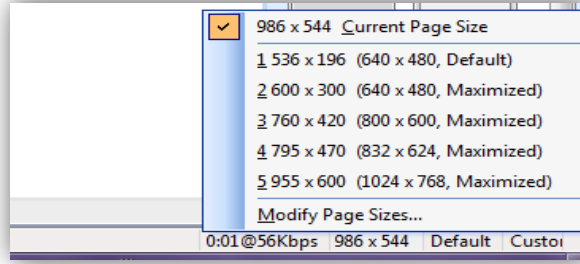 986 x 544 Current Page Size
1 536 x 196 (640 x 480, Default)
2 600 x 300 (640 x 480, Maximized)
3 760 x 420 (800 x 600, Maximized)
4 795 x 470 (832 x 624, Maximized)
5 955 x 600 (1024 x 768, Maximized)
Modify Page Sizes...
0:01@56Kbps 986 x 544 Default